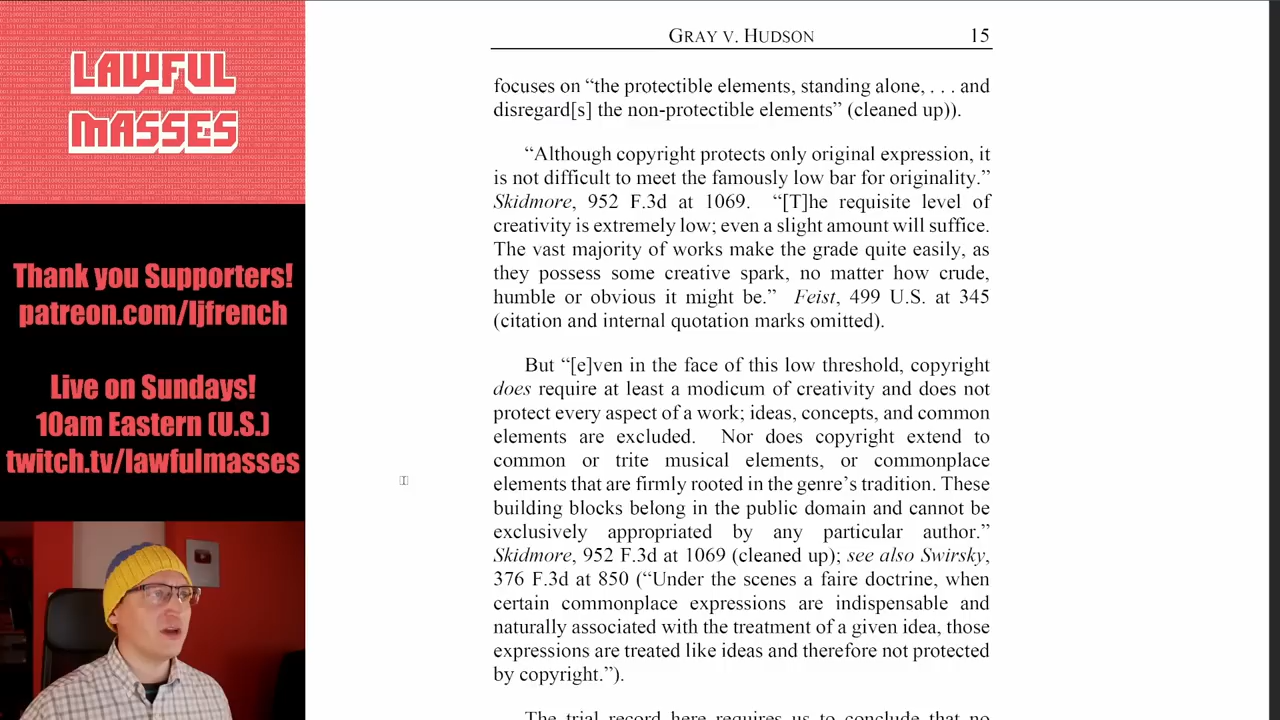 LAWFUL
MASSES
Thank you Supporters!
patreon.com/ljfrench
Live on Sundays!
10am Eastern (U.S.)
twitch.tv/lawfulmasses
GRAY V. HUDSON 15
focuses on “the protectible elements, standing alone, . . . and
disregard[s] the non-protectible elements” (cleaned up)).
“Although copyright protects only original expression, it
is not difficult to meet the famously low bar for originality.”
Skidmore, 952 F.3d at 1069. “[T]he requisite level of
creativity is extremely low; even a slight amount will suffice.
The vast majority of works make the grade quite easily, as
they possess some creative spark, no matter how crude,
humble or obvious it might be.” Feist, 499 U.S. at 345
(citation and internal quotation marks omitted).
But “[e]ven in the face of this low threshold, copyright
does require at least a modicum of creativity and does not
protect every aspect of a work; ideas, concepts, and common
elements are excluded. Nor does copyright extend to
common or trite musical elements, or commonplace
elements that are firmly rooted in the genre’s tradition. These
building blocks belong in the public domain and cannot be
exclusively appropriated by any particular author.”
Skidmore, 952 F.3d at 1069 (cleaned up); see also Swirsky,
376 F.3d at 850 (“Under the scenes a faire doctrine, when
certain commonplace expressions are indispensable and
naturally associated with the treatment of a given idea, those
expressions are treated like ideas and therefore not protected
by copyright.”).
The trial record here requires us to conclude that no